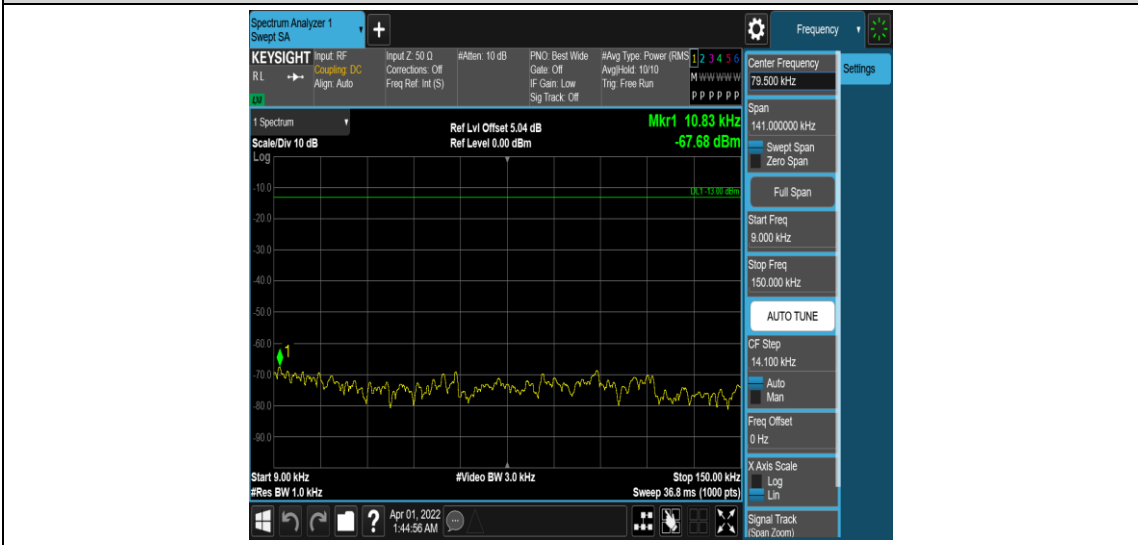 Spectrum Analyzer 1
Swept SA
+
Frequency
KEYSIGHT
RL
LXI
Input: RF
Coupling: DC
Align: Auto
Input Z: 50 Ω
Corrections: Off
Freq Ref: Int (S)
#Atten: 10 dB
PNO: Best Wide
Gate: Off
IF Gain: Low
Sig Track: Off
#Avg Type: Power (RMS
Avg|Hold: 10/10
Trig: Free Run
1 2 3 4 5 6
M W W W W W
P P P P P P
Center Frequency
79.500 kHz
Settings
Span
141.000000 kHz
Swept Span
Zero Span
Full Span
Start Freq
9.000 kHz
Stop Freq
150.000 kHz
AUTO TUNE
CF Step
14.100 kHz
Auto
Man
Freq Offset
0 Hz
X Axis Scale
Log
Lin
Signal Track
(Span Zoom)
1 Spectrum
Scale/Div 10 dB
Log
Ref Lvl Offset 5.04 dB
Ref Level 0.00 dBm
Mkr1 10.83 kHz
-67.68 dBm
DL1 -13.00 dBm
-10.0
-20.0
-30.0
-40.0
-50.0
-60.0
1
-70.0
-80.0
-90.0
Start 9.00 kHz
#Res BW 1.0 kHz
#Video BW 3.0 kHz
Stop 150.00 kHz
Sweep 36.8 ms (1000 pts)
?
Apr 01, 2022
1:44:56 AM